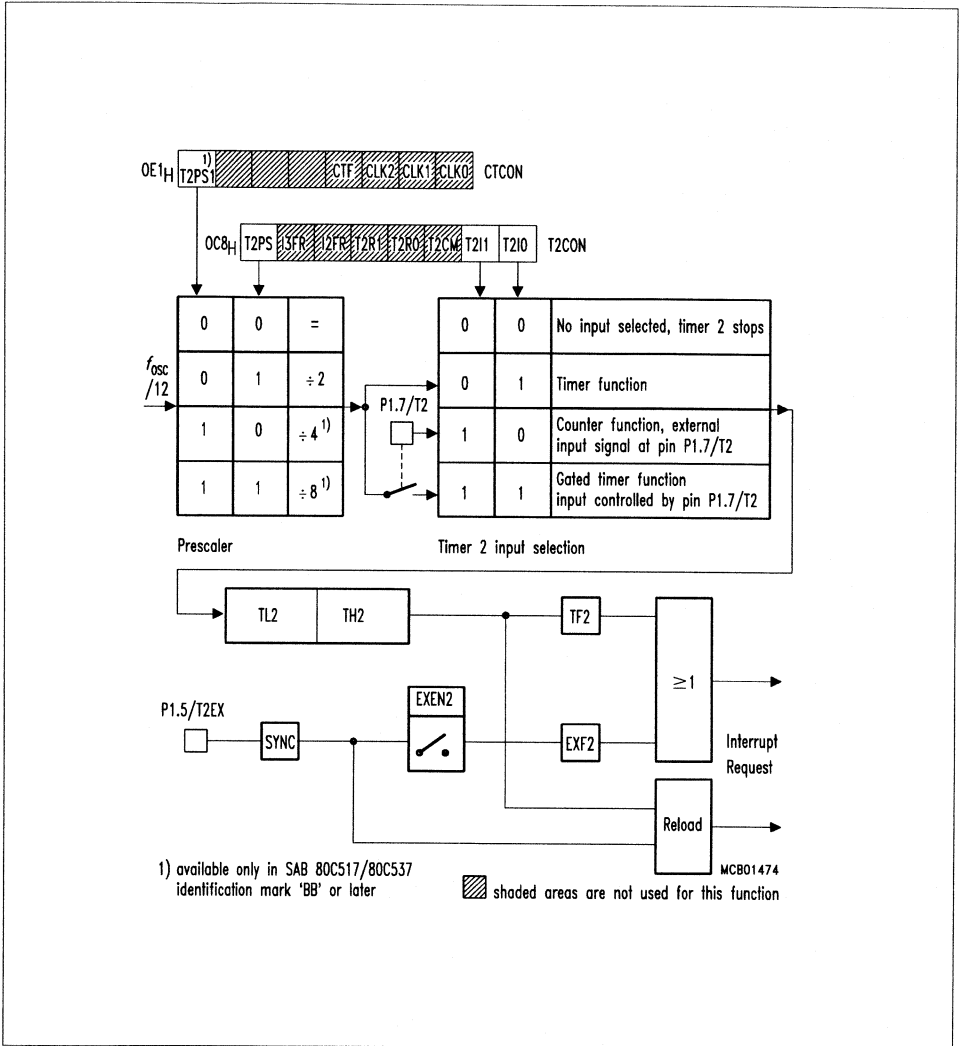 1)
OE1H T2PS1 CTF CLK2 CLK1 CLK0 CTCON
OC8H T2PS I3FR I2FR T2R1 T2R0 T2CM T2I1 T2I0 T2CON
fosc
/12
0 0 =
0 1 ÷2
1 0 ÷4 1)
1 1 ÷8 1)
P1.7/T2
0 0 No input selected, timer 2 stops
0 1 Timer function
1 0 Counter function, external
input signal at pin P1.7/T2
1 1 Gated timer function
input controlled by pin P1.7/T2
Prescaler
Timer 2 input selection
TL2 TH2
TF2
≥1
P1.5/T2EX
SYNC
EXEN2
EXF2
Interrupt
Request
Reload
1) available only in SAB 80C517/80C537
identification mark 'BB' or later
MCB01474
shaded areas are not used for this function